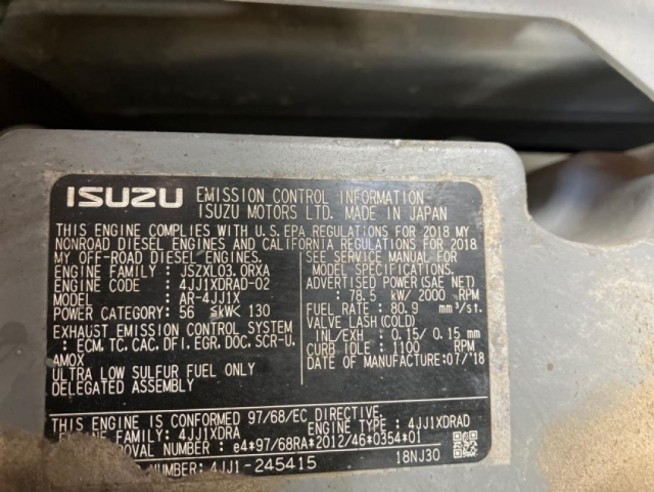 ISUZU EMISSION CONTROL INFORMATION
ISUZU MOTORS LTD. MADE IN JAPAN
THIS ENGINE COMPLIES WITH U.S. EPA REGULATIONS FOR 2018 MY
NONROAD DIESEL ENGINES AND CALIFORNIA REGULATIONS FOR 2018
MY OFF-ROAD DIESEL ENGINES.
ENGINE FAMILY : JSZXL03.0RXA
ENGINE CODE : 4JJ1XDRAD-02
MODEL : AR-4JJ1X
POWER CATEGORY: 56 ≤kW< 130
EXHAUST EMISSION CONTROL SYSTEM
: ECM, TC, CAC, DFI, EGR, DOC, SCR-U,
AMOX
ULTRA LOW SULFUR FUEL ONLY
DELEGATED ASSEMBLY
SEE SERVICE MANUAL FOR
MODEL SPECIFICATIONS.
ADVERTISED POWER (SAE NET)
: 78.5 kW/ 2000 RPM
FUEL RATE : 80.9 mm³/st.
VALVE LASH (COLD)
INL/EXH : 0.15/ 0.15 mm
CURB IDLE : 1100 RPM
DATE OF MANUFACTURE:07/'18
THIS ENGINE IS CONFORMED 97/68/EC DIRECTIVE.
ENGINE FAMILY : 4JJ1XDRA ENGINE TYPE : 4JJ1XDRAD
NUMBER : e4*97/68RA*2012/46*0354*01
NUMBER: 4JJ1-245415 18NJ30